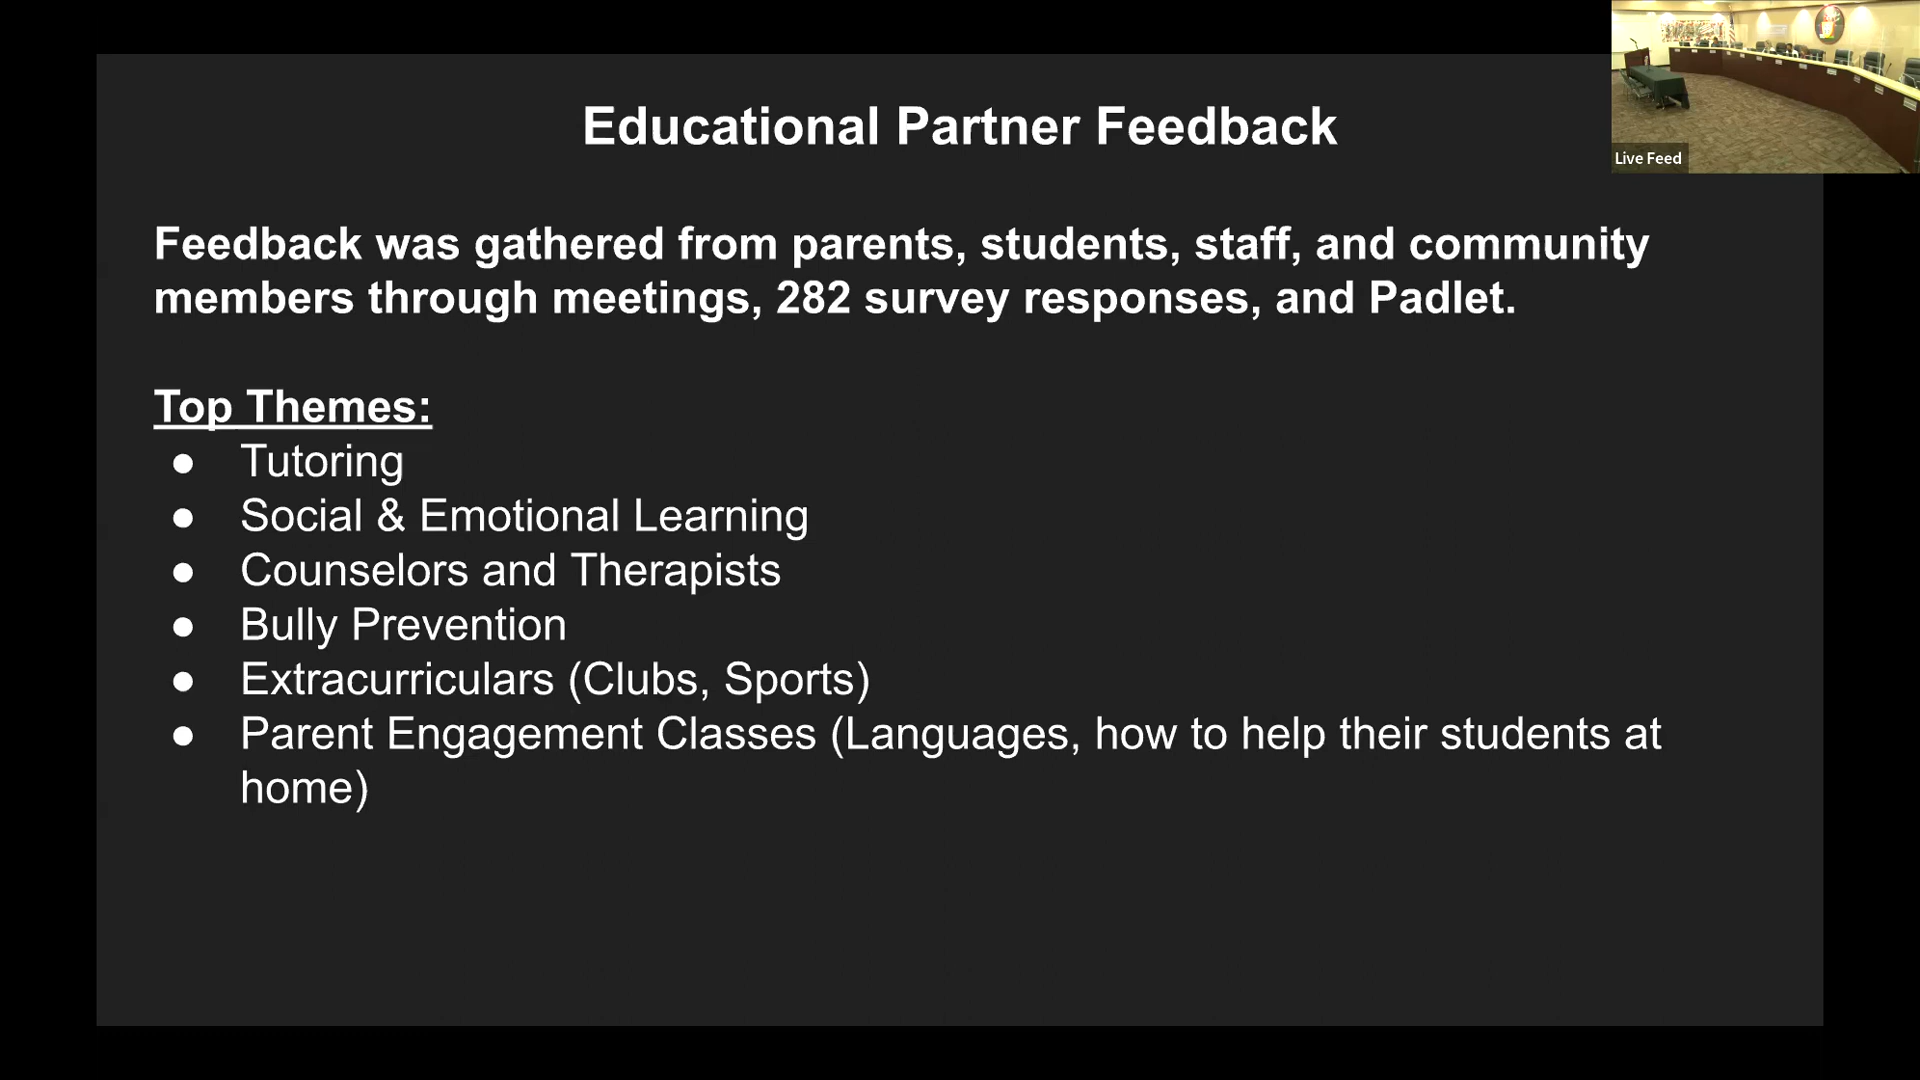 Educational Partner Feedback
Live Feed
Feedback was gathered from parents, students, staff, and community
members through meetings, 282 survey responses, and Padlet.
Top Themes:
● Tutoring
● Social & Emotional Learning
● Counselors and Therapists
● Bully Prevention
● Extracurriculars (Clubs, Sports)
● Parent Engagement Classes (Languages, how to help their students at
home)